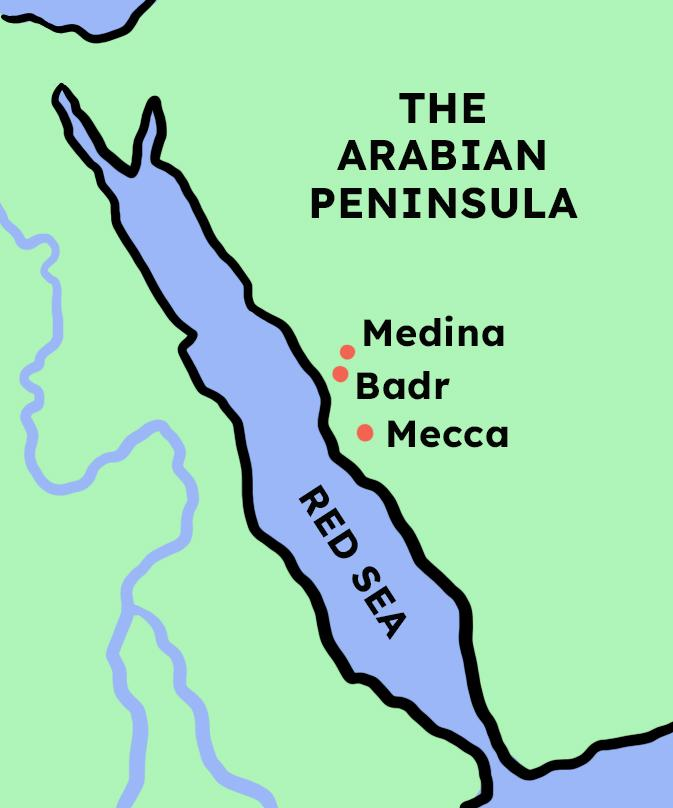 THE
ARABIAN
PENINSULA
Medina
Badr
Mecca
RED SEA